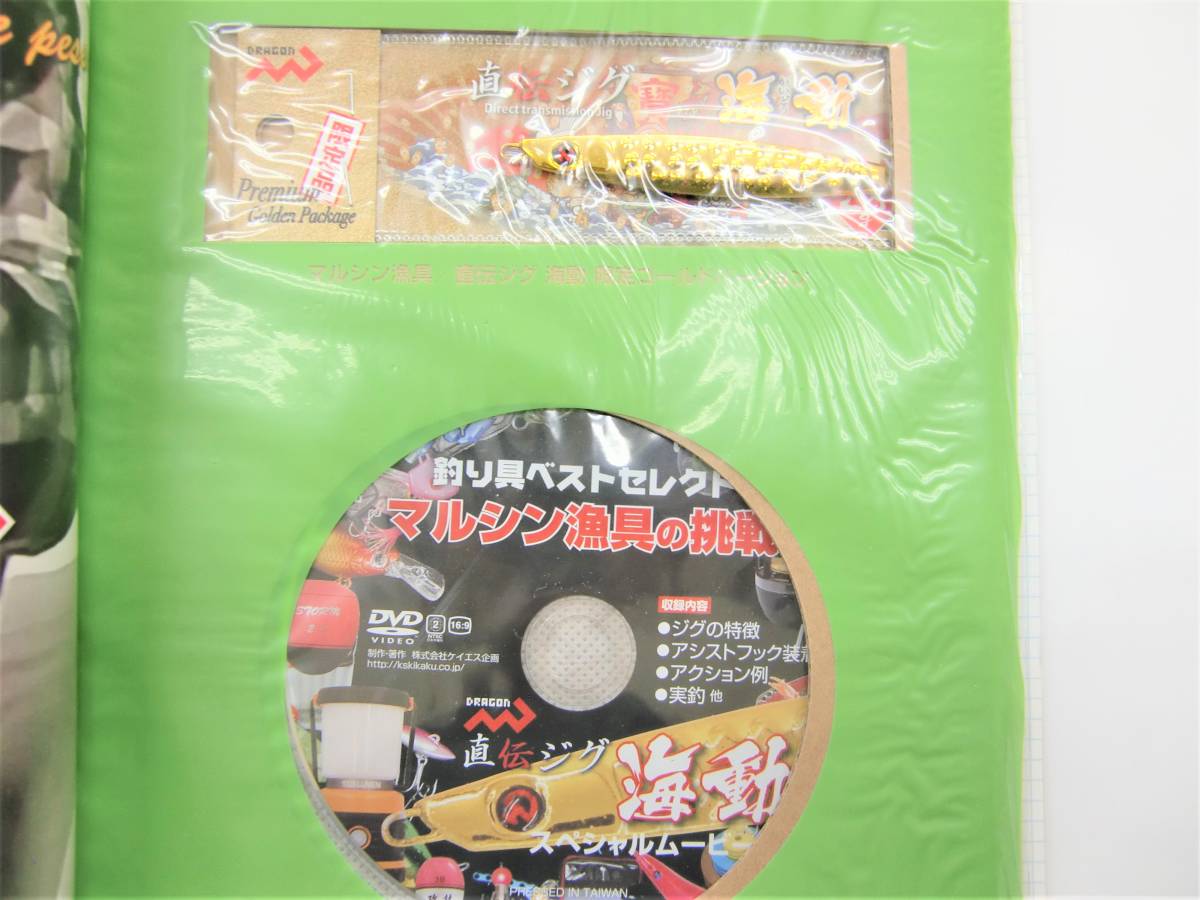 e pes
DRAGON
直伝ジグ
Direct transmission Jig
寶
海動
限定品
Premium
Golden Package
マルシン漁具 直伝ジグ 海動 限定ゴールドバージョン
釣り具ベストセレクト
マルシン漁具の挑戦
STORM
2
DVD
VIDEO
2
NTSC
16:9
制作・著作 株式会社ケイエス企画
http://kskikaku.co.jp/
収録内容
●ジグの特徴
●アシストフック装着
●アクション例
●実釣 他
DRAGON
直伝ジグ
海動
スペシャルムービー
PRESSED IN TAIWAN